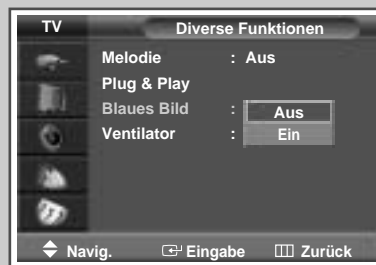 TV Diverse Funktionen
Melodie : Aus
Plug & Play
Blaues Bild : Aus
Ventilator : Ein
Navig. Eingabe Zurück